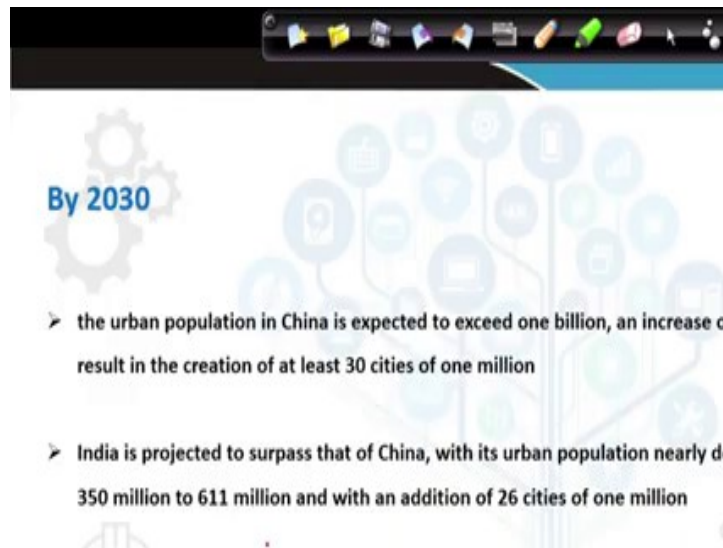 By 2030
➢ the urban population in China is expected to exceed one billion, an increase
result in the creation of at least 30 cities of one million
➢ India is projected to surpass that of China, with its urban population nearly
350 million to 611 million and with an addition of 26 cities of one million